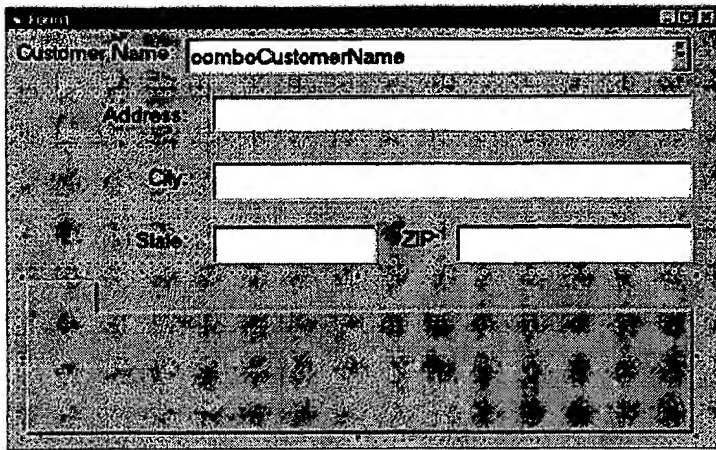 Form1
Customer Name: comboCustomerName
Address:
City:
State: ZIP: